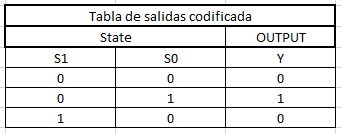 Tabla de salidas codificada
State OUTPUT
S1 S0 Y
0 0 0
0 1 1
1 0 0